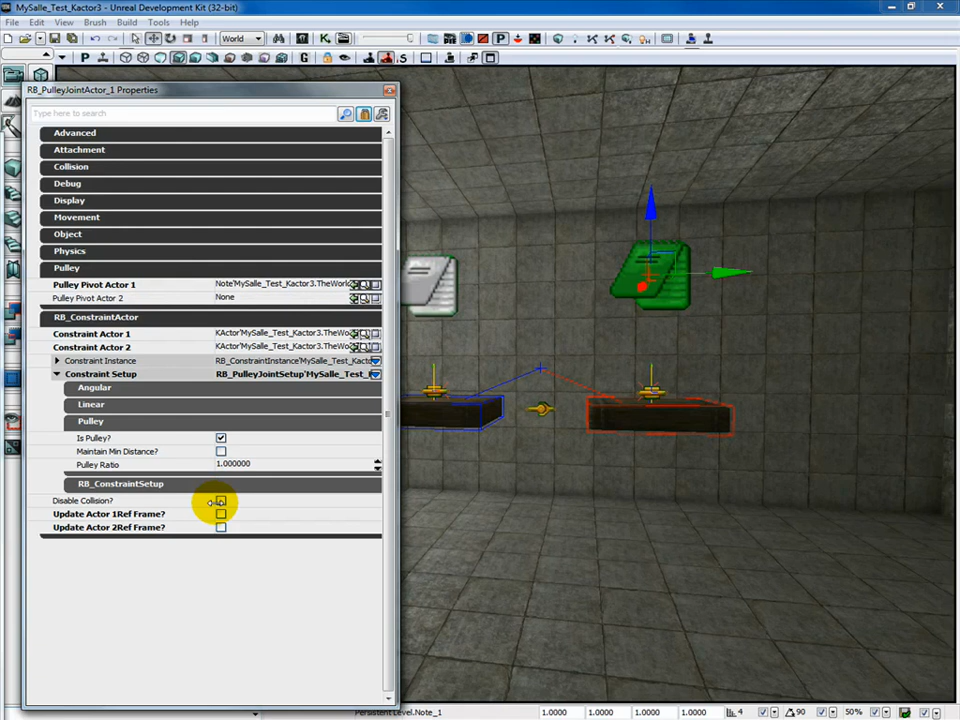 MySalle_Test_Kactor3 - Unreal Development Kit (32-bit)
File Edit View Brush Build Tools Help
World
RB_PulleyJointActor_1 Properties
Type here to search
Advanced
Attachment
Collision
Debug
Display
Movement
Object
Physics
Pulley
Pulley Pivot Actor 1 Note'MySalle_Test_Kactor3.TheWorl
Pulley Pivot Actor 2 None
RB_ConstraintActor
Constraint Actor 1 KActor'MySalle_Test_Kactor3.TheWo
Constraint Actor 2 KActor'MySalle_Test_Kactor3.TheWo
Constraint Instance RB_ConstraintInstance'MySalle_Test_Kacto
Constraint Setup RB_PulleyJointSetup'MySalle_Test_
Angular
Linear
Pulley
Is Pulley?
Maintain Min Distance?
Pulley Ratio 1.000000
RB_ConstraintSetup
Disable Collision?
Update Actor 1Ref Frame?
Update Actor 2Ref Frame?
Persistent Level.Note_1 1.0000 1.0000 1.0000 1.0000 4 90 50%